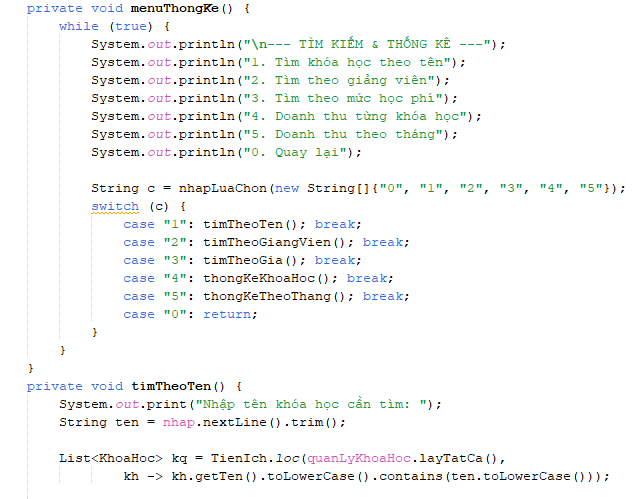 private void menuThongKe() {
    while (true) {
        System.out.println("\n--- TÌM KIẾM & THỐNG KÊ ---");
        System.out.println("1. Tìm khóa học theo tên");
        System.out.println("2. Tìm theo giảng viên");
        System.out.println("3. Tìm theo mức học phí");
        System.out.println("4. Doanh thu từng khóa học");
        System.out.println("5. Doanh thu theo tháng");
        System.out.println("0. Quay lại");

        String c = nhapLuaChon(new String[]{"0", "1", "2", "3", "4", "5"});
        switch (c) {
            case "1": timTheoTen(); break;
            case "2": timTheoGiangVien(); break;
            case "3": timTheoGia(); break;
            case "4": thongKeKhoaHoc(); break;
            case "5": thongKeTheoThang(); break;
            case "0": return;
        }
    }
}
private void timTheoTen() {
    System.out.print("Nhập tên khóa học cần tìm: ");
    String ten = nhap.nextLine().trim();

    List<KhoaHoc> kq = TienIch.loc(quanLyKhoaHoc.layTatCa(),
            kh -> kh.getTen().toLowerCase().contains(ten.toLowerCase()));